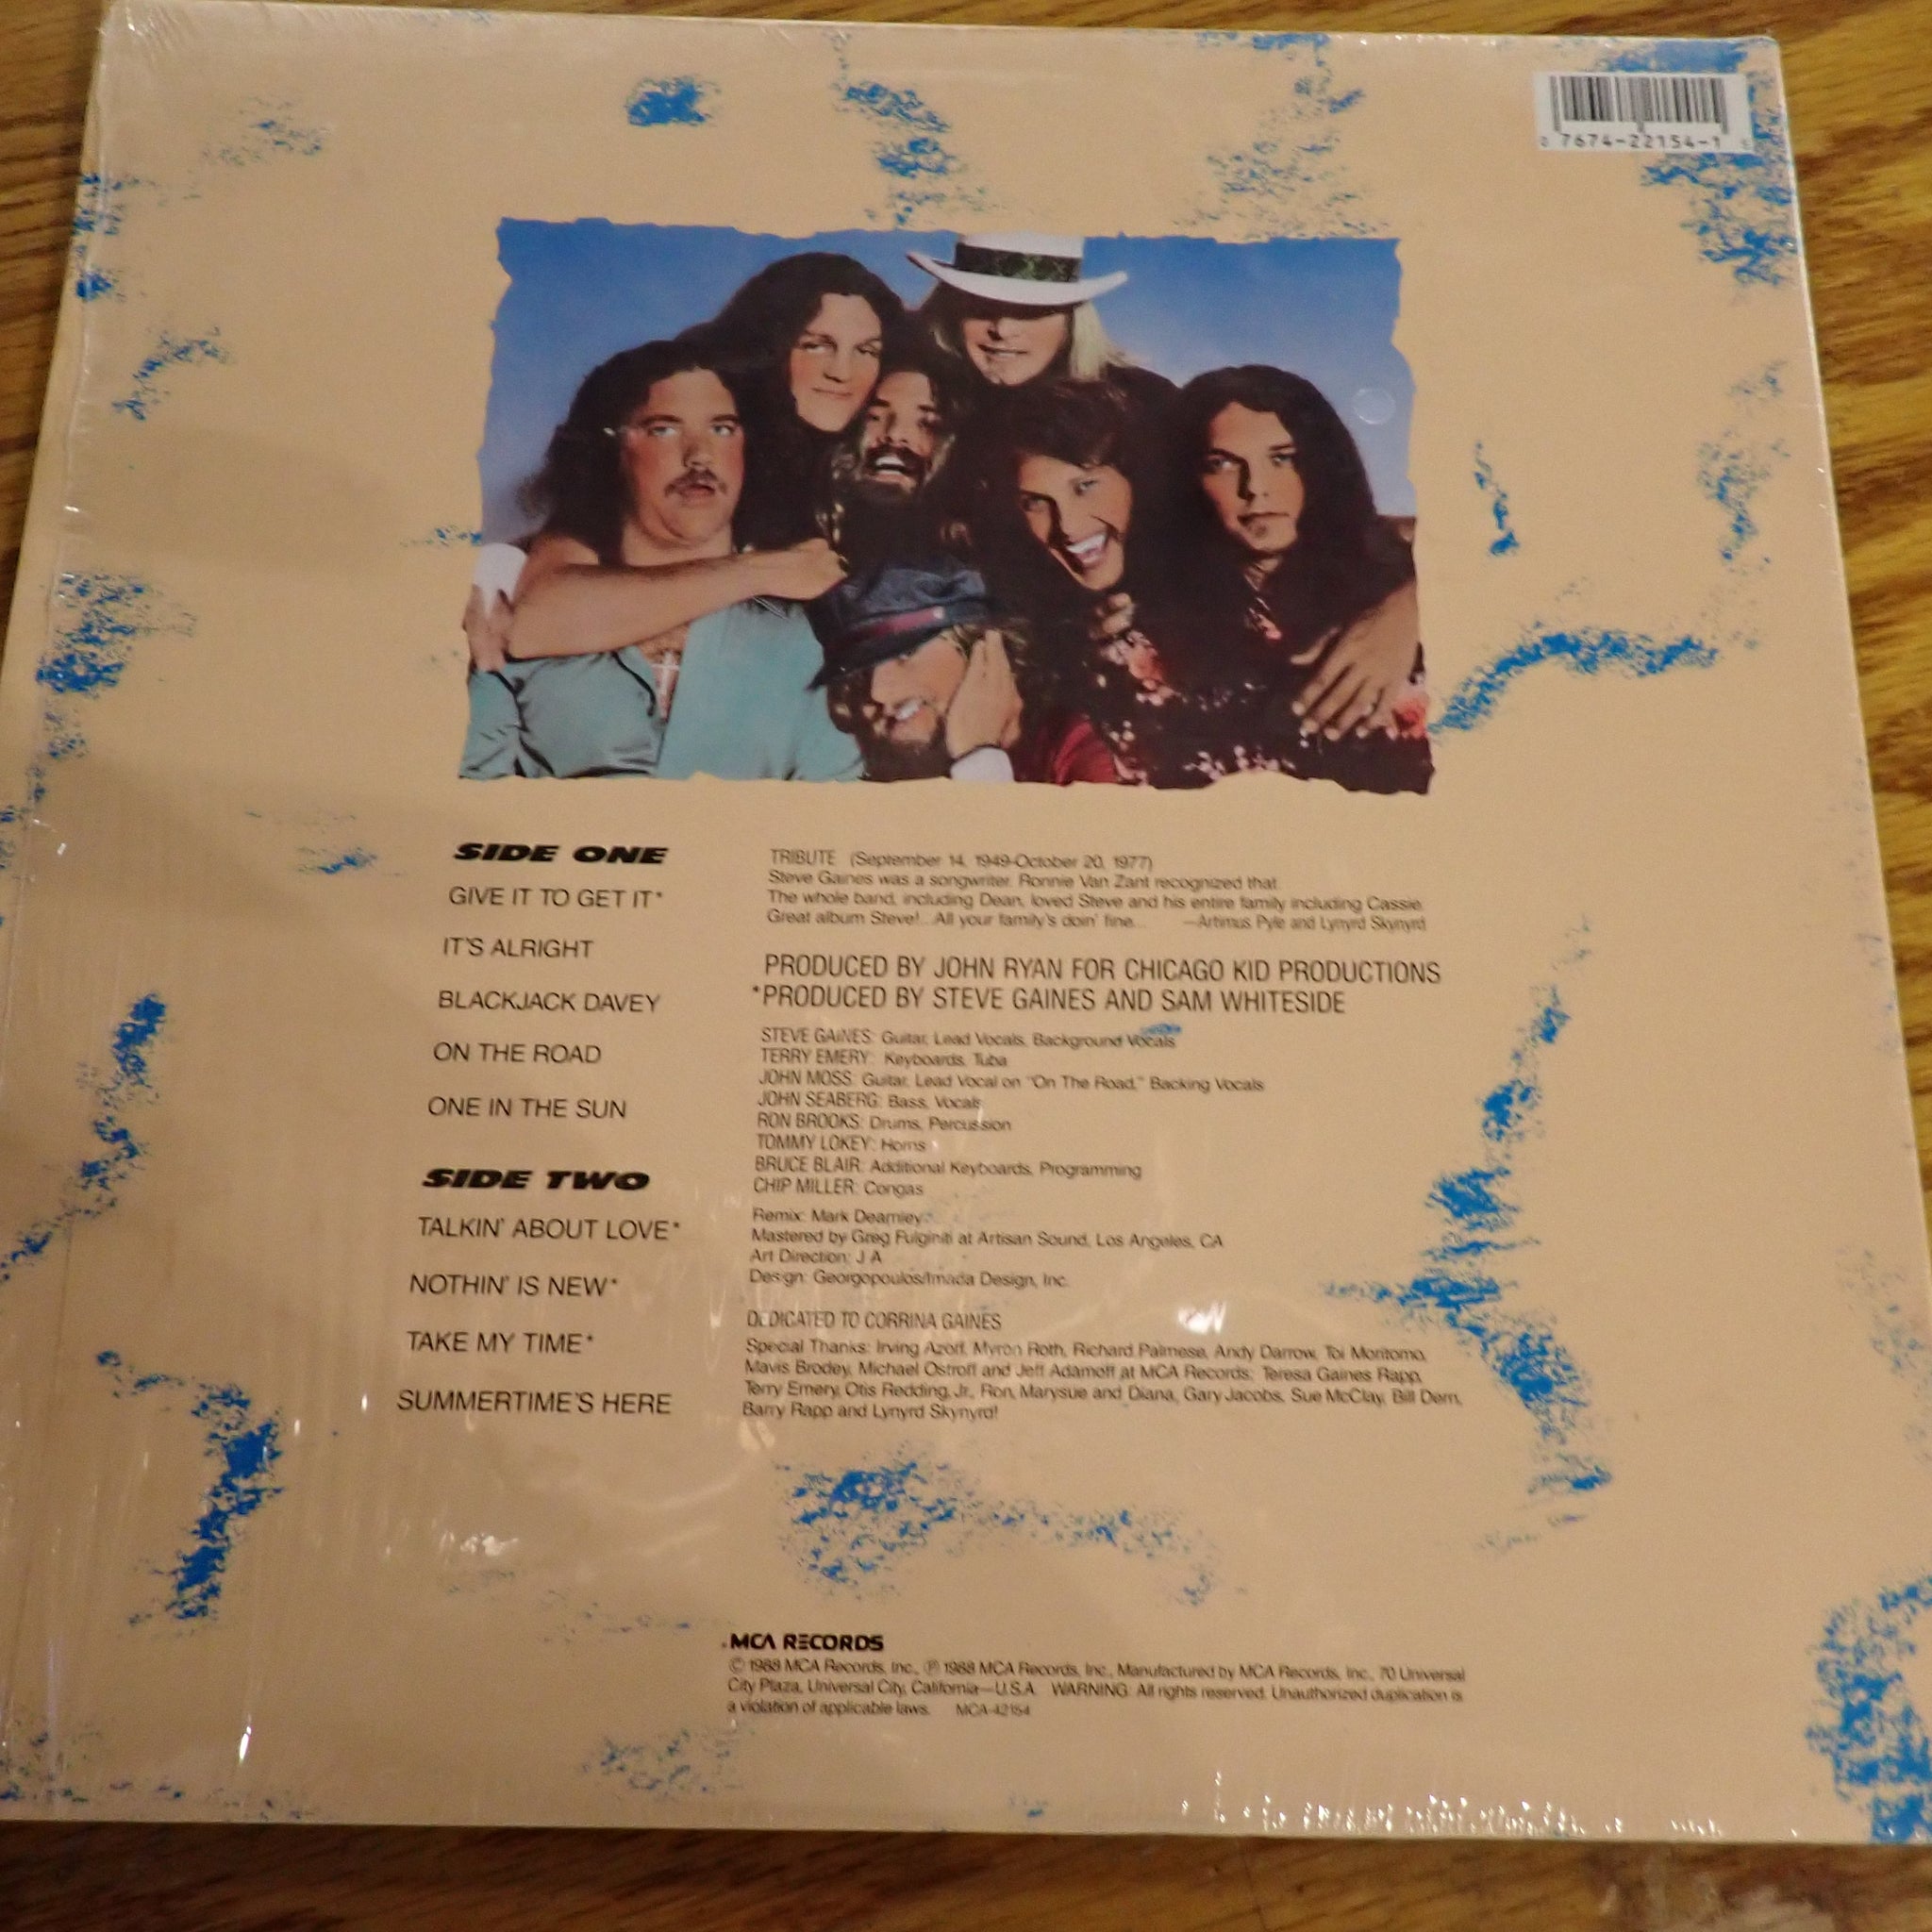 0 7674-22154-1
SIDE ONE
GIVE IT TO GET IT*
IT'S ALRIGHT
BLACKJACK DAVEY
ON THE ROAD
ONE IN THE SUN
SIDE TWO
TALKIN' ABOUT LOVE*
NOTHIN' IS NEW*
TAKE MY TIME*
SUMMERTIME'S HERE
TRIBUTE (September 14, 1949-October 20, 1977)
Steve Gaines was a songwriter. Ronnie Van Zant recognized that.
The whole band, including Dean, loved Steve and his entire family including Cassie.
Great album Steve!...All your family's doin' fine... —Artimus Pyle and Lynyrd Skynyrd
PRODUCED BY JOHN RYAN FOR CHICAGO KID PRODUCTIONS
*PRODUCED BY STEVE GAINES AND SAM WHITESIDE
STEVE GAINES: Guitar, Lead Vocals, Background Vocals
TERRY EMERY: Keyboards, Tuba
JOHN MOSS: Guitar, Lead Vocal on "On The Road," Backing Vocals
JOHN SEABERG: Bass, Vocals
RON BROOKS: Drums, Percussion
TOMMY LOKEY: Horns
BRUCE BLAIR: Additional Keyboards, Programming
CHIP MILLER: Congas
Remix: Mark Dearnley
Mastered by Greg Fulginiti at Artisan Sound, Los Angeles, CA
Art Direction: J A
Design: Georgopoulos/Imada Design, Inc.
DEDICATED TO CORRINA GAINES
Special Thanks: Irving Azoff, Myron Roth, Richard Palmese, Andy Darrow, Toi Moritomo,
Mavis Brodey, Michael Ostroff and Jeff Adamoff at MCA Records; Teresa Gaines Rapp,
Terry Emery, Otis Redding, Jr., Ron, Marysue and Diana, Gary Jacobs, Sue McClay, Bill Dern,
Barry Rapp and Lynyrd Skynyrd!
MCA RECORDS
© 1988 MCA Records, Inc., ℗ 1988 MCA Records, Inc., Manufactured by MCA Records, Inc., 70 Universal
City Plaza, Universal City, California—U.S.A. WARNING: All rights reserved. Unauthorized duplication is
a violation of applicable laws. MCA-42154